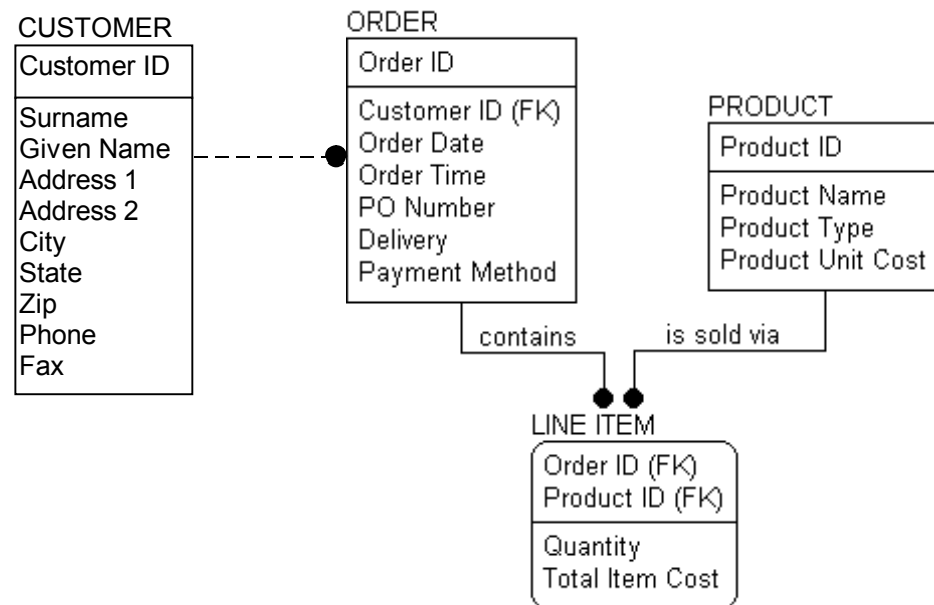 CUSTOMER
Customer ID
Surname
Given Name
Address 1
Address 2
City
State
Zip
Phone
Fax
ORDER
Order ID
Customer ID (FK)
Order Date
Order Time
PO Number
Delivery
Payment Method
PRODUCT
Product ID
Product Name
Product Type
Product Unit Cost
contains
is sold via
LINE ITEM
Order ID (FK)
Product ID (FK)
Quantity
Total Item Cost